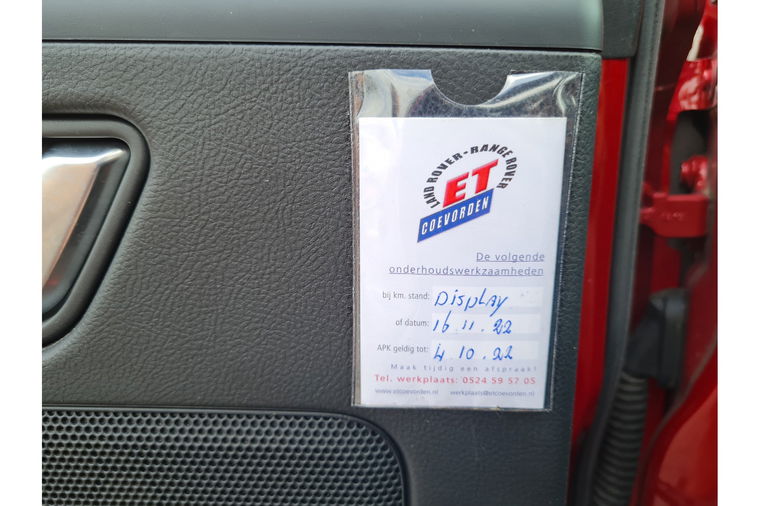 LAND ROVER - RANGE ROVER
ET
COEVORDEN
De volgende
onderhoudswerkzaamheden
bij km. stand: Display
of datum: 16.11.22
APK geldig tot: 4.10.22
Maak tijdig een afspraak!
Tel. werkplaats: 0524 59 57 05
www.etcoevorden.nl werkplaats@etcoevorden.nl